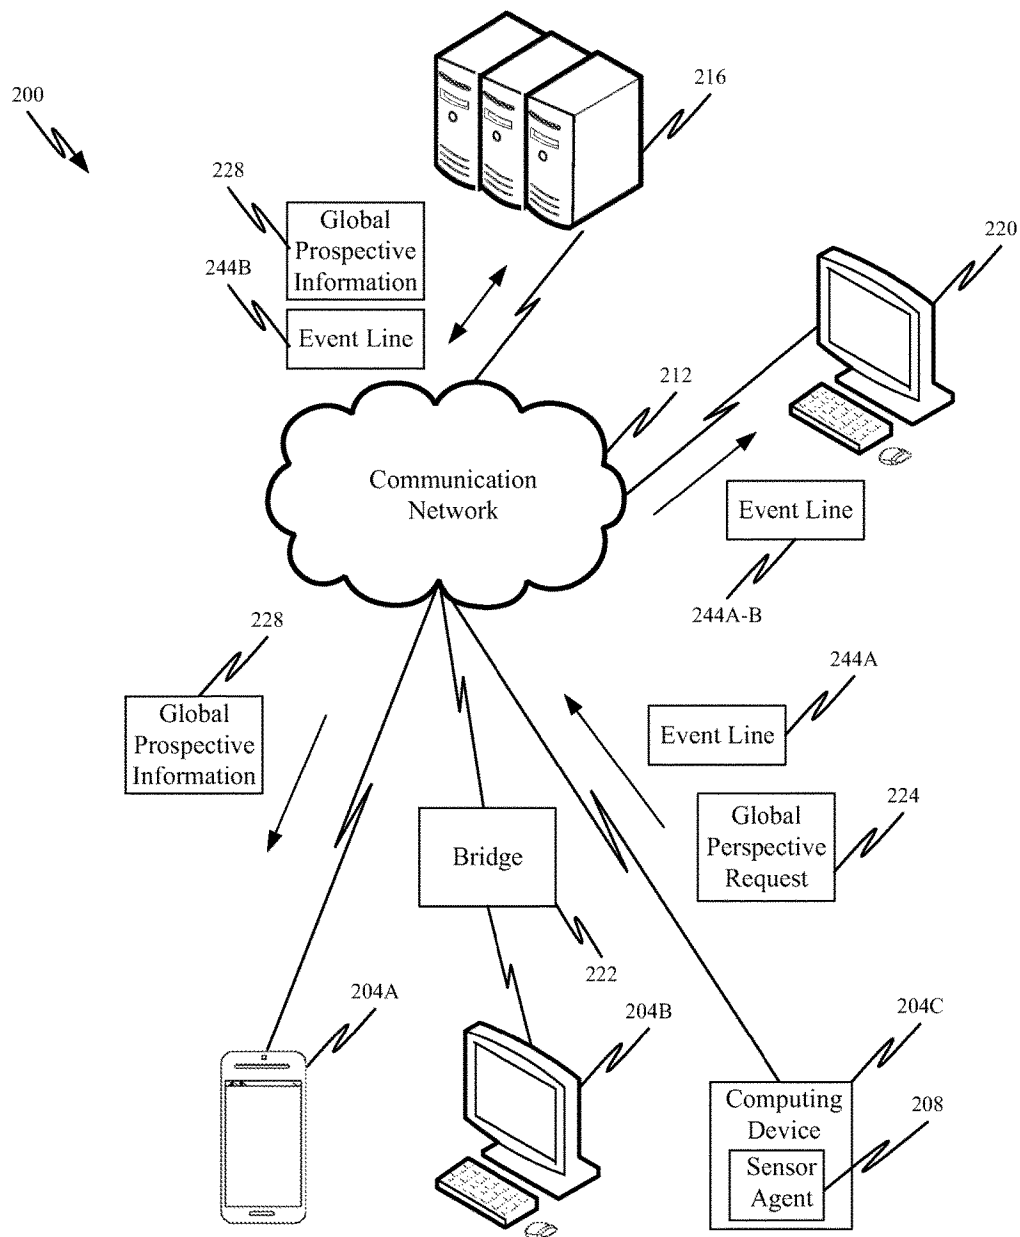 200
216
228
Global
Prospective
Information
244B
Event Line
220
212
Communication
Network
Event Line
244A-B
228
Global
Prospective
Information
244A
Event Line
224
Global
Perspective
Request
Bridge
222
204A
204B
204C
Computing
Device
208
Sensor
Agent